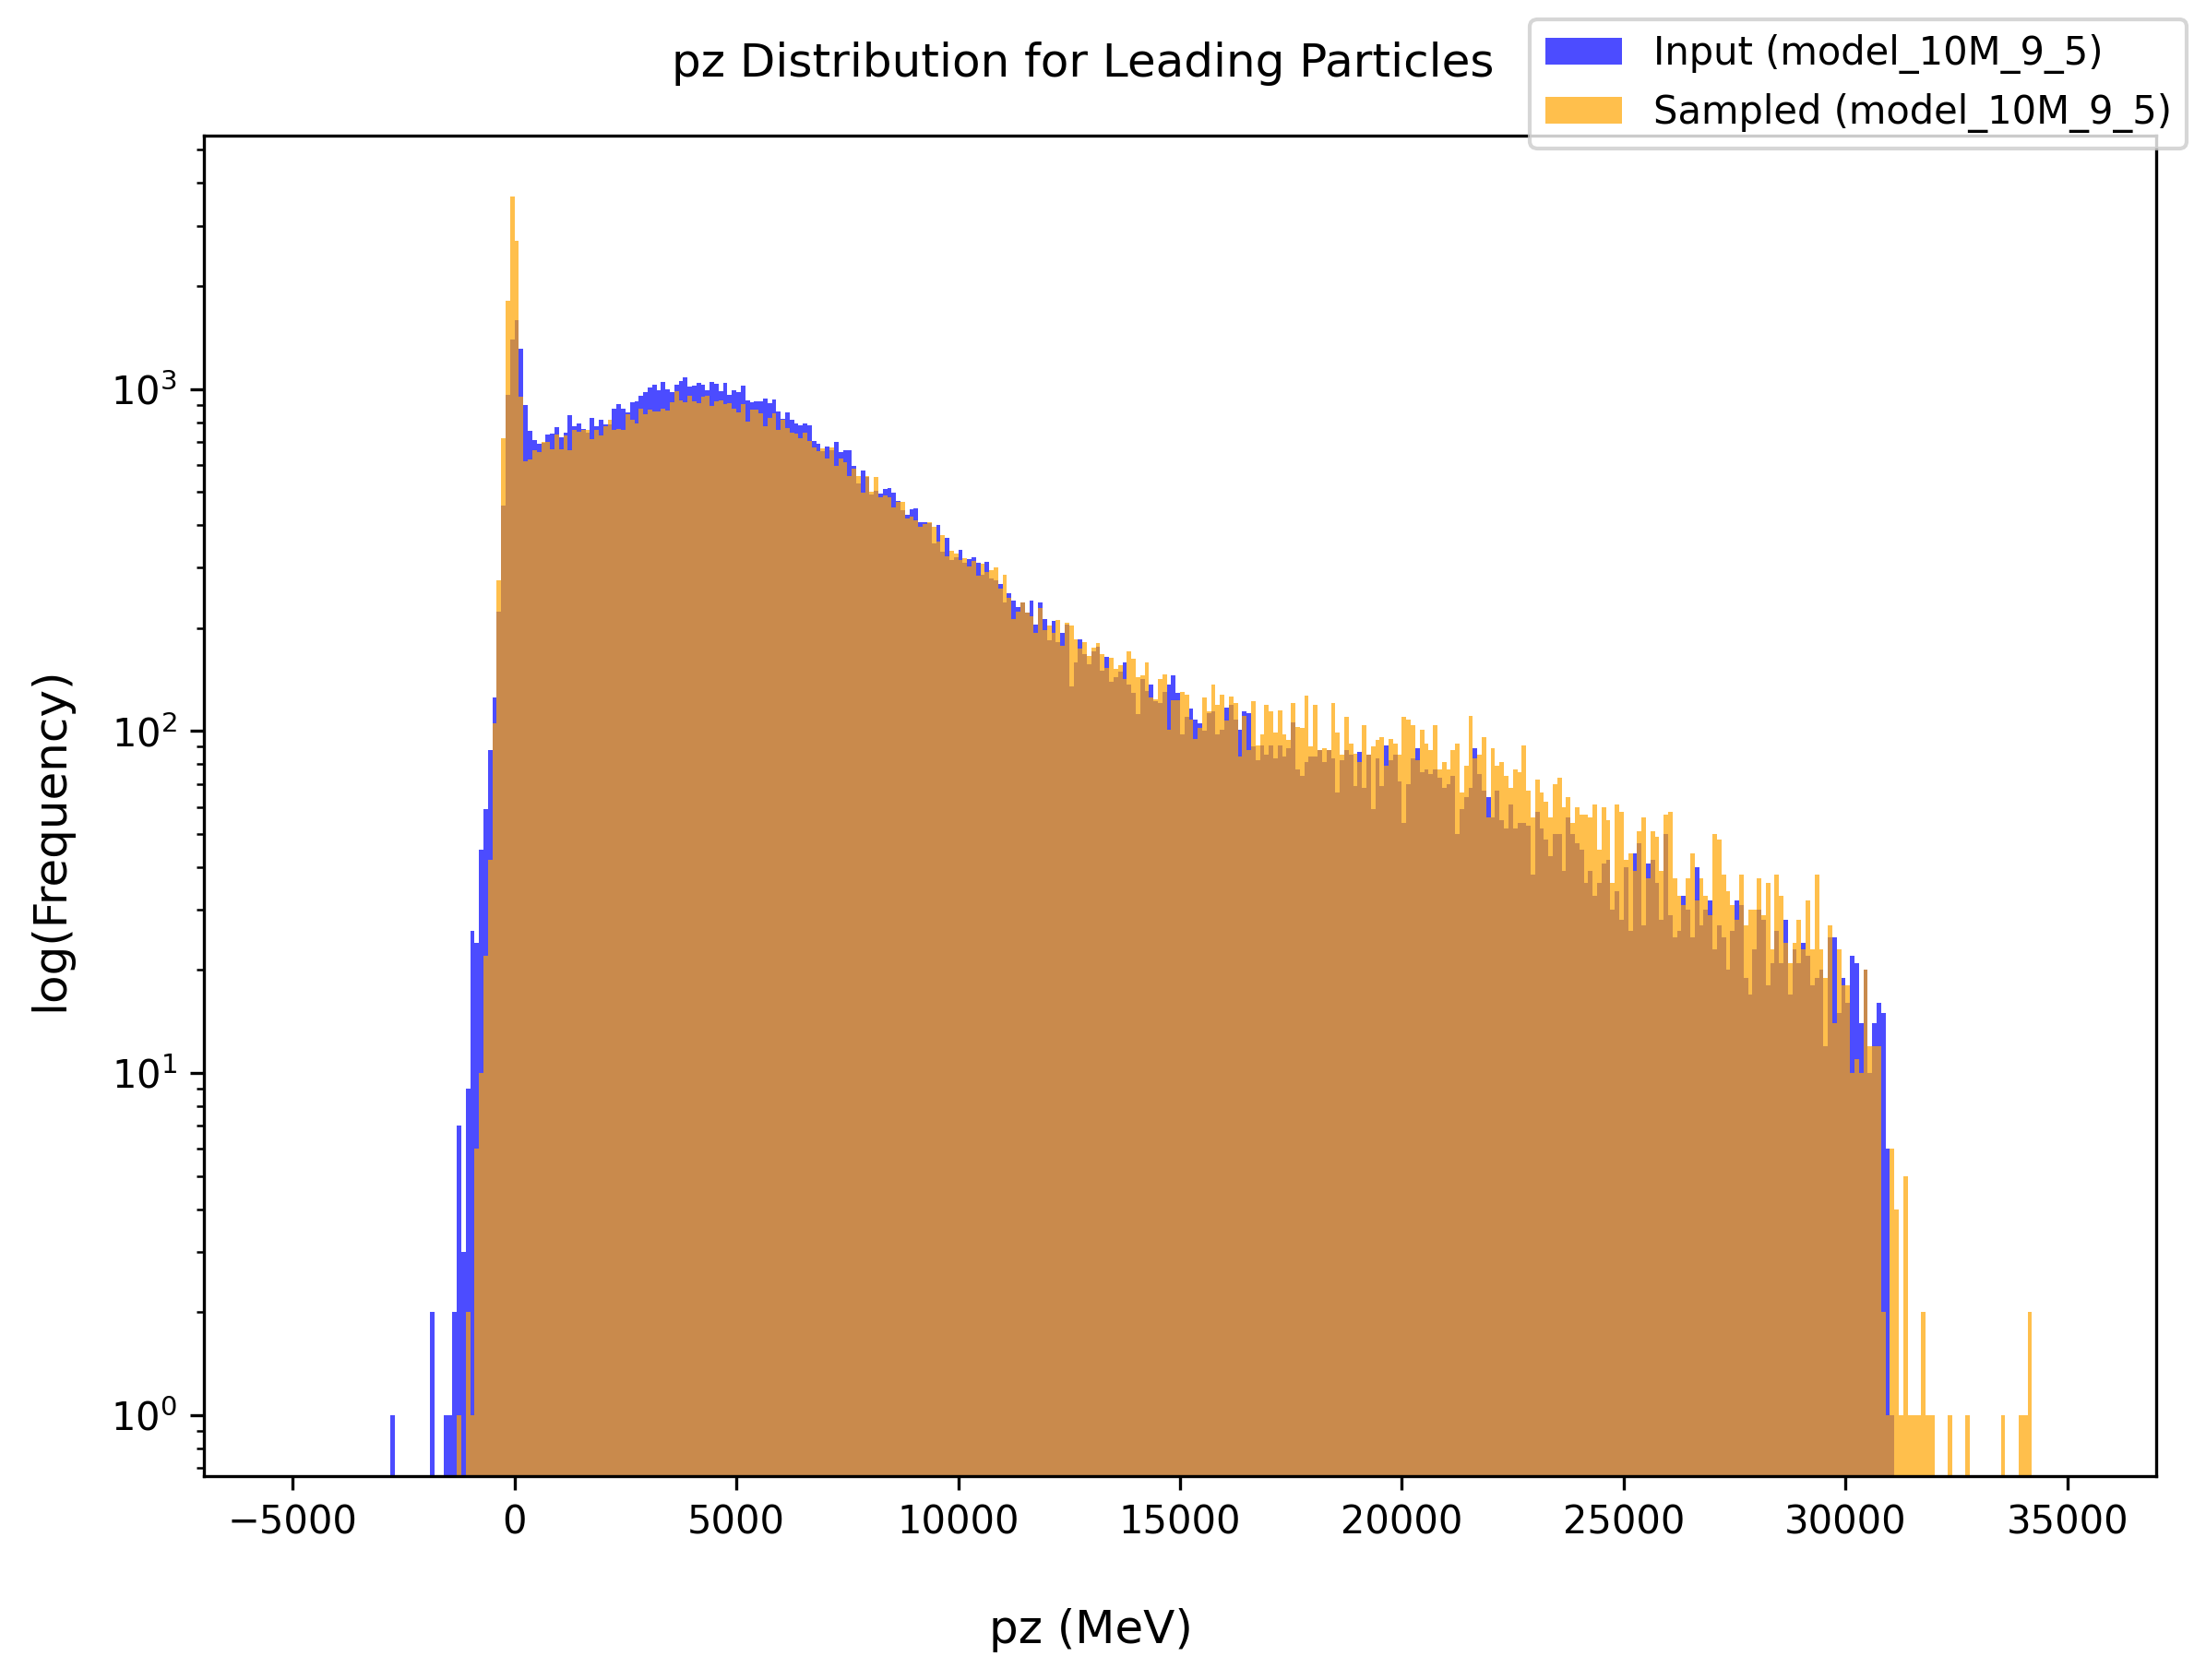 pz Distribution for Leading Particles
Input (model_10M_9_5)
Sampled (model_10M_9_5)
log(Frequency)
10³
10²
10¹
10⁰
−5000 0 5000 10000 15000 20000 25000 30000 35000
pz (MeV)